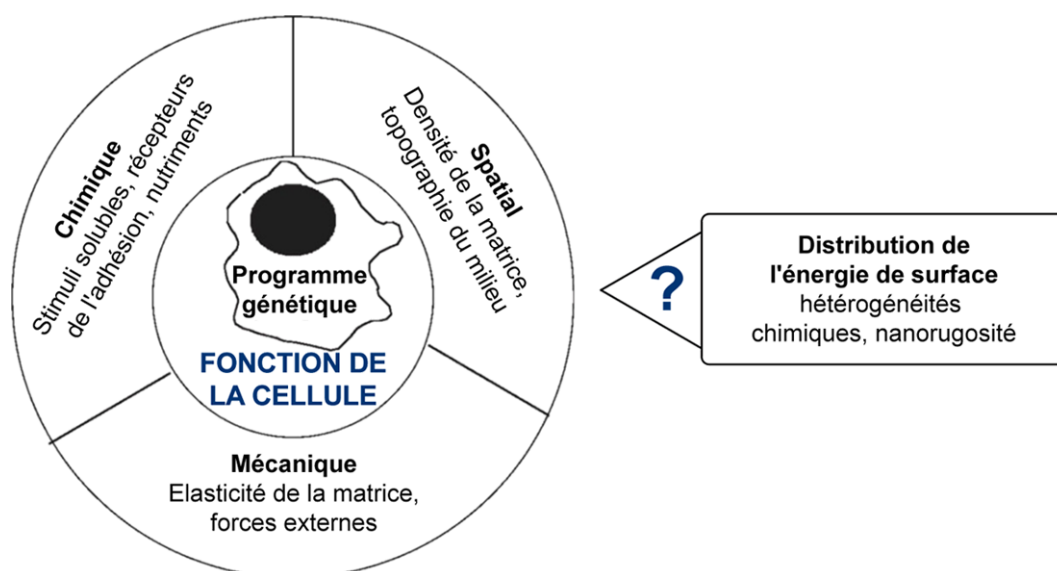 Chimique
Stimuli solubles, récepteurs
de l'adhésion, nutriments
Spatial
Densité de la matrice,
topographie du milieu
Programme
génétique
FONCTION DE
LA CELLULE
Mécanique
Elasticité de la matrice,
forces externes
?
Distribution de
l'énergie de surface
hétérogénéités
chimiques, nanorugosité